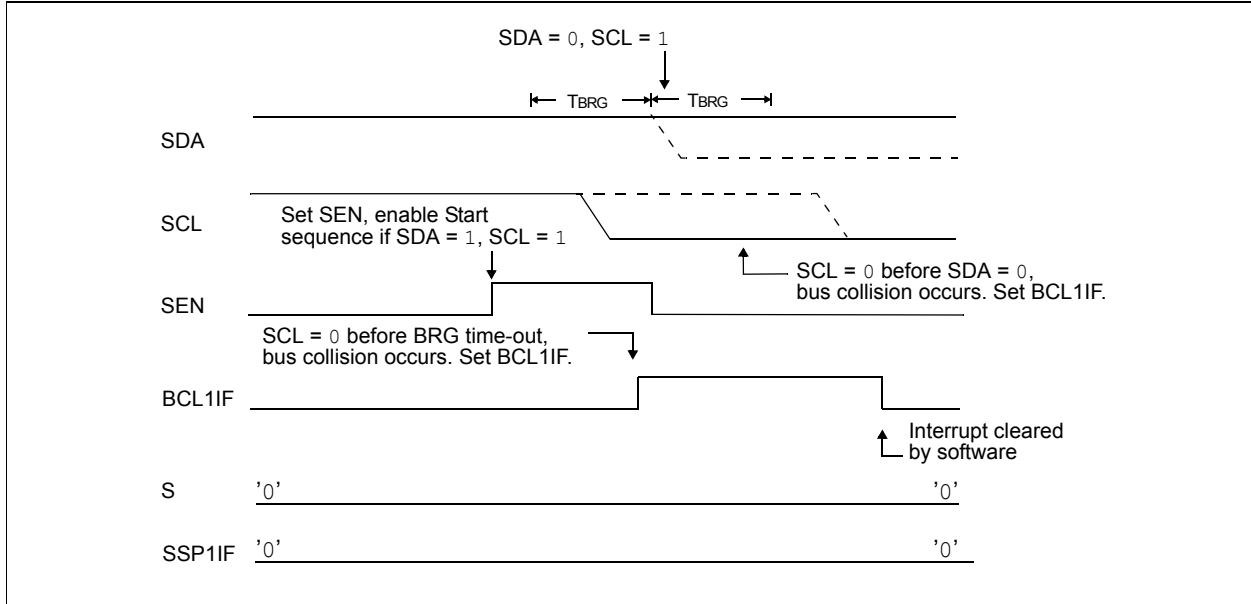 SDA = 0, SCL = 1
TBRG TBRG
SDA
SCL
Set SEN, enable Start
sequence if SDA = 1, SCL = 1
SCL = 0 before SDA = 0,
bus collision occurs. Set BCL1IF.
SEN
SCL = 0 before BRG time-out,
bus collision occurs. Set BCL1IF.
BCL1IF
Interrupt cleared
by software
S '0' '0'
SSP1IF '0' '0'